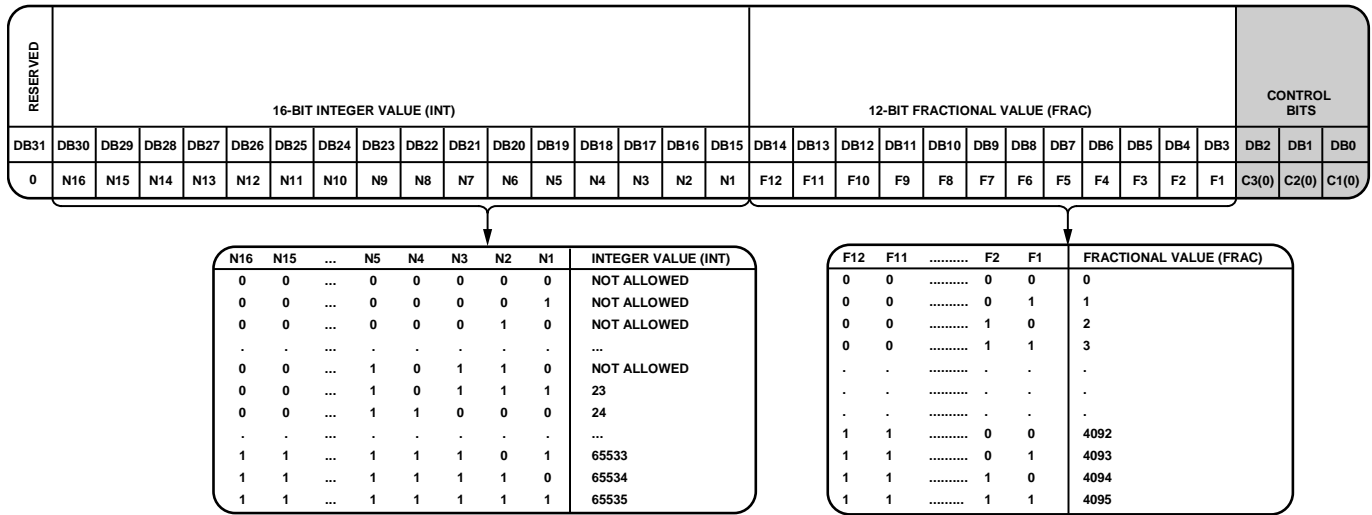 RESERVED
16-BIT INTEGER VALUE (INT)
12-BIT FRACTIONAL VALUE (FRAC)
CONTROL
BITS
DB31 DB30 DB29 DB28 DB27 DB26 DB25 DB24 DB23 DB22 DB21 DB20 DB19 DB18 DB17 DB16 DB15 DB14 DB13 DB12 DB11 DB10 DB9 DB8 DB7 DB6 DB5 DB4 DB3 DB2 DB1 DB0
0 N16 N15 N14 N13 N12 N11 N10 N9 N8 N7 N6 N5 N4 N3 N2 N1 F12 F11 F10 F9 F8 F7 F6 F5 F4 F3 F2 F1 C3(0) C2(0) C1(0)
N16 N15 ... N5 N4 N3 N2 N1 INTEGER VALUE (INT)
0 0 ... 0 0 0 0 0 NOT ALLOWED
0 0 ... 0 0 0 0 1 NOT ALLOWED
0 0 ... 0 0 0 1 0 NOT ALLOWED
. . ... . . . . . ...
0 0 ... 1 0 1 1 0 NOT ALLOWED
0 0 ... 1 0 1 1 1 23
0 0 ... 1 1 0 0 0 24
. . ... . . . . . ...
1 1 ... 1 1 1 0 1 65533
1 1 ... 1 1 1 1 0 65534
1 1 ... 1 1 1 1 1 65535
F12 F11 .......... F2 F1 FRACTIONAL VALUE (FRAC)
0 0 .......... 0 0 0
0 0 .......... 0 1 1
0 0 .......... 1 0 2
0 0 .......... 1 1 3
. . .......... . . .
. . .......... . . .
. . .......... . . .
1 1 .......... 0 0 4092
1 1 .......... 0 1 4093
1 1 .......... 1 0 4094
1 1 ......... 1 1 4095